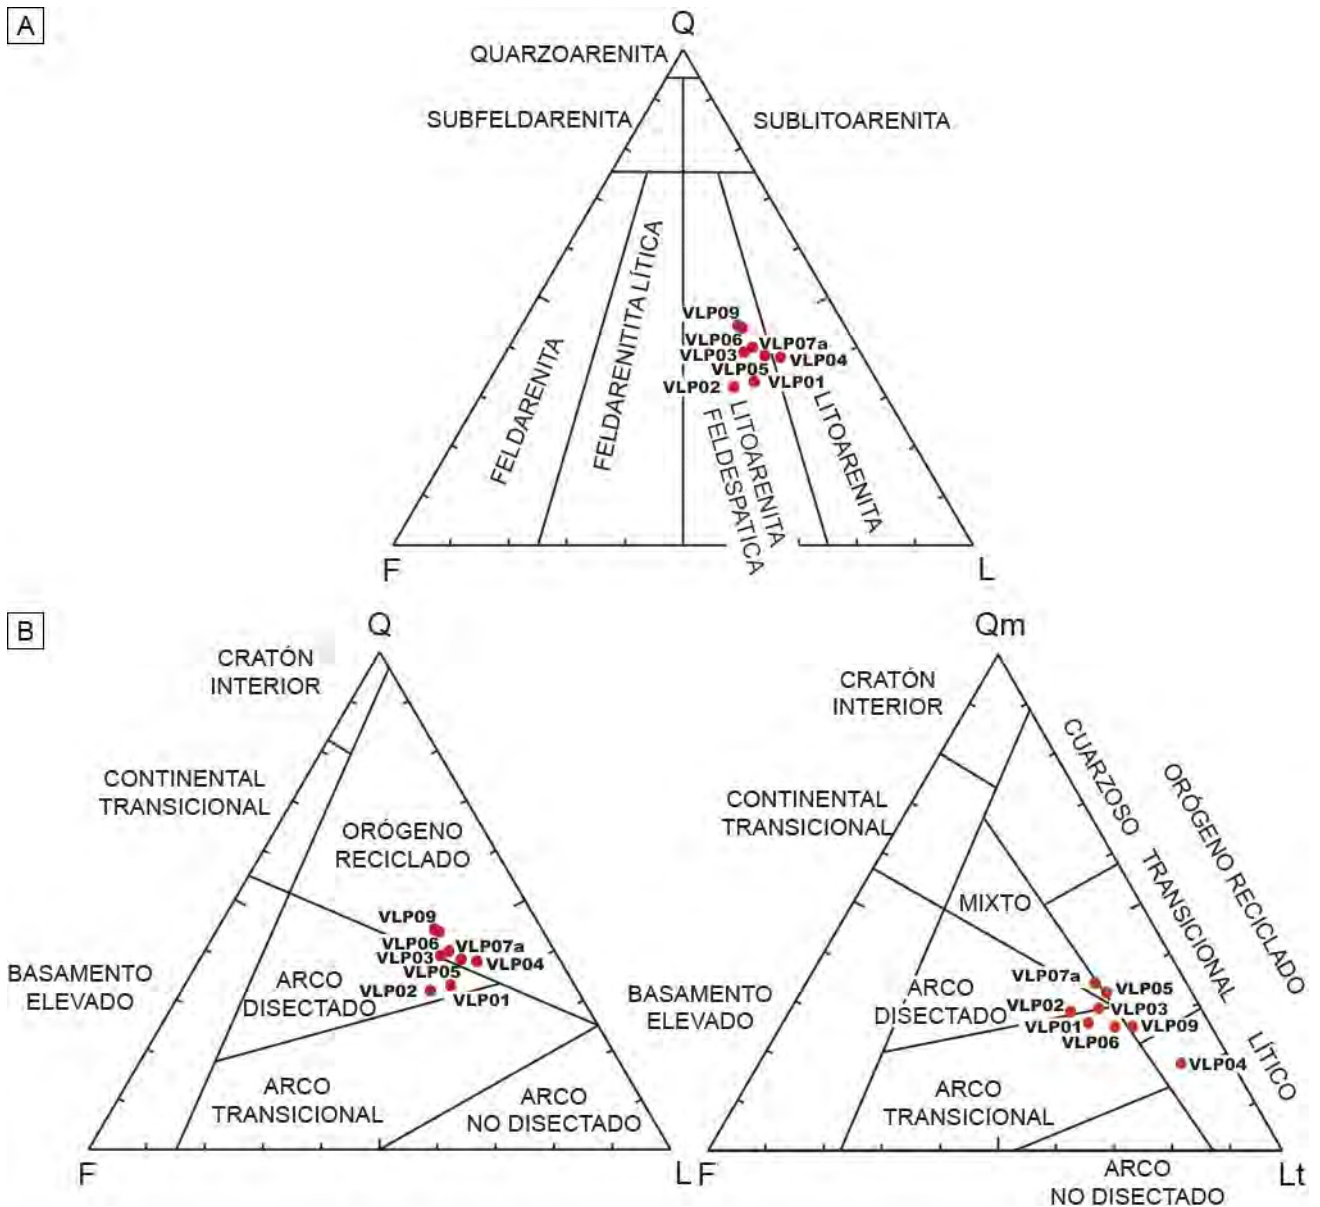 A
Q
QUARZOARENITA
SUBFELDARENITA
SUBLITOARENITA
FELDARENITA
FELDARENITITA LÍTICA
VLP09
VLP06
VLP07a
VLP03
VLP04
VLP05
VLP02
VLP01
LITOARENITA
FELDESPATICA
LITOARENITA
F
L
B
Q
CRATÓN
INTERIOR
CONTINENTAL
TRANSICIONAL
ORÓGENO
RECICLADO
VLP09
VLP06
VLP07a
VLP03
VLP04
VLP05
VLP02
VLP01
BASAMENTO
ELEVADO
ARCO
DISECTADO
ARCO
TRANSICIONAL
ARCO
NO DISECTADO
F
L
Qm
CRATÓN
INTERIOR
CUARZOSO
TRANSICIONAL
LÍTICO
ORÓGENO RECICLADO
CONTINENTAL
TRANSICIONAL
MIXTO
VLP07a
VLP05
VLP02
VLP03
VLP01
VLP09
VLP06
VLP04
BASAMENTO
ELEVADO
ARCO
DISECTADO
ARCO
TRANSICIONAL
ARCO
NO DISECTADO
F
Lt